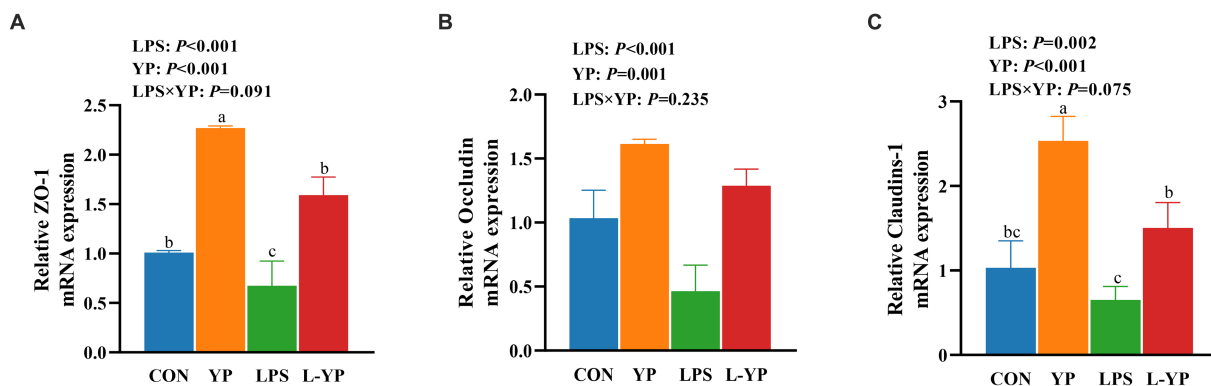 A
LPS: P<0.001
YP: P<0.001
LPS×YP: P=0.091
Relative ZO-1
mRNA expression
2.5
2.0
1.5
1.0
0.5
0.0
b
a
c
b
CON YP LPS L-YP
B
LPS: P<0.001
YP: P=0.001
LPS×YP: P=0.235
Relative Occludin
mRNA expression
2.0
1.5
1.0
0.5
0.0
CON YP LPS L-YP
C
LPS: P=0.002
YP: P<0.001
LPS×YP: P=0.075
Relative Claudins-1
mRNA expression
3
2
1
0
bc
a
c
b
CON YP LPS L-YP